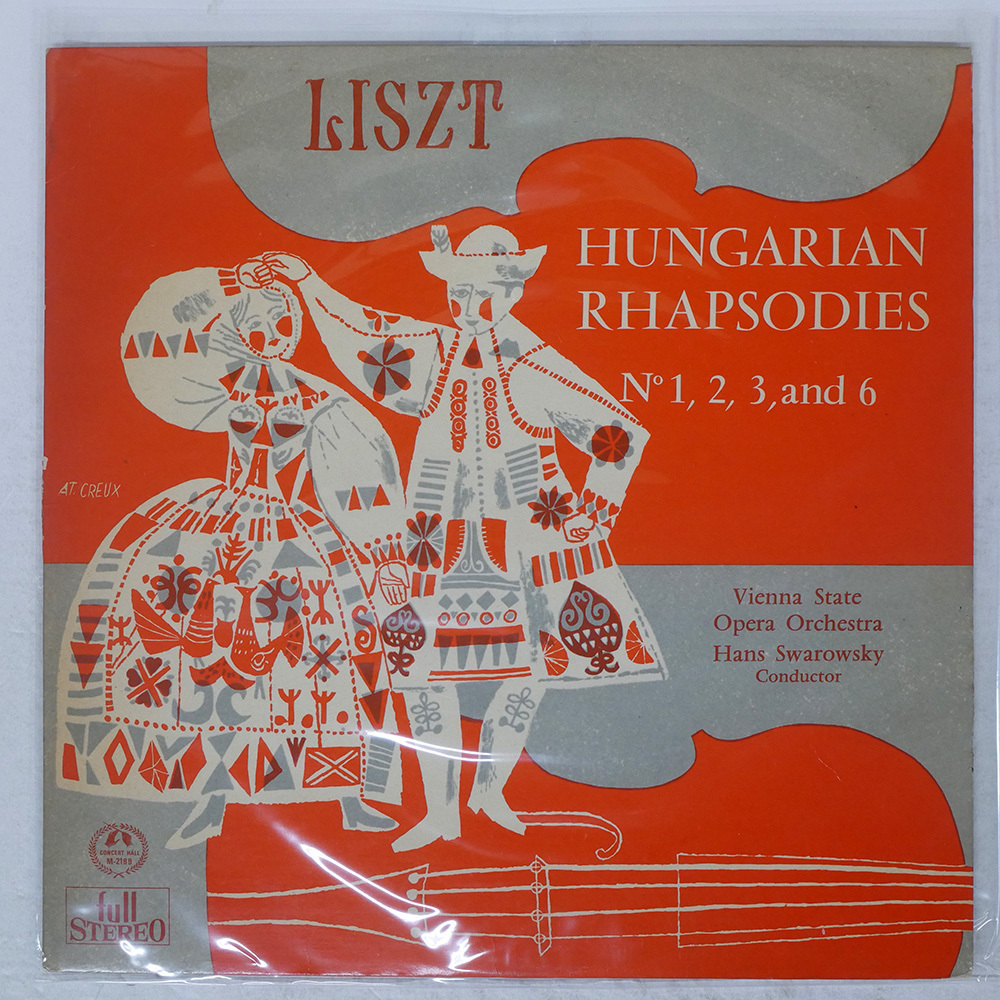 LISZT
HUNGARIAN
RHAPSODIES
Nº 1, 2, 3, and 6
AT. CREUX
Vienna State
Opera Orchestra
Hans Swarowsky
Conductor
CONCERT HALL
M-2189
full
STEREO